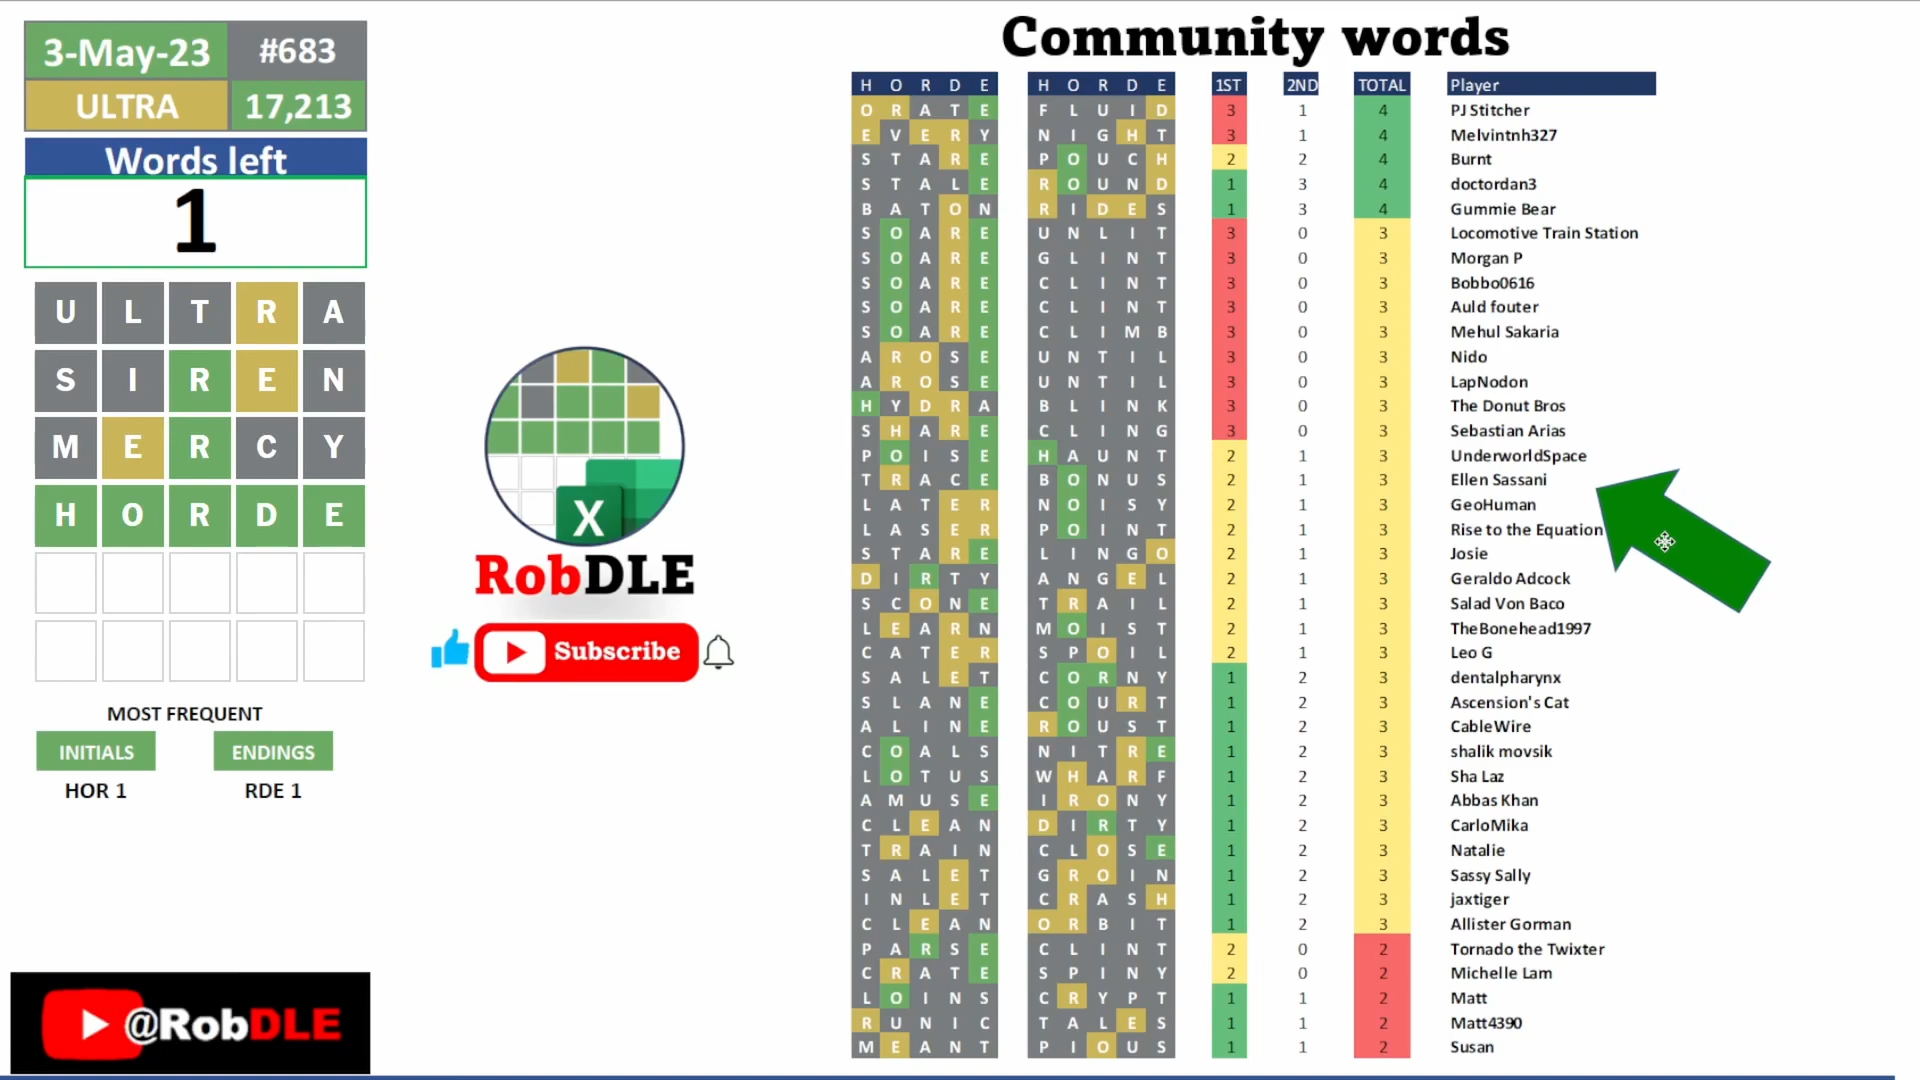 3-May-23 #683
ULTRA 17,213
Words left
1
U L T R A
S I R E N
M E R C Y
H O R D E
MOST FREQUENT
INITIALS ENDINGS
HOR 1 RDE 1
@RobDLE
X
RobDLE
Subscribe
Community words
H O R D E H O R D E 1ST 2ND TOTAL Player
O R A T E F L U I D 3 1 4 PJ Stitcher
E V E R Y N I G H T 3 1 4 Melvintnh327
S T A R E P O U C H 2 2 4 Burnt
S T A L E R O U N D 1 3 4 doctordan3
B A T O N R I D E S 1 3 4 Gummie Bear
S O A R E U N L I T 3 0 3 Locomotive Train Station
S O A R E G L I N T 3 0 3 Morgan P
S O A R E C L I N T 3 0 3 Bobbo0616
S O A R E C L I N T 3 0 3 Auld fouter
S O A R E C L I M B 3 0 3 Mehul Sakaria
A R O S E U N T I L 3 0 3 Nido
A R O S E U N T I L 3 0 3 LapNodon
H Y D R A B L I N K 3 0 3 The Donut Bros
S H A R E C L I N G 3 0 3 Sebastian Arias
P O I S E H A U N T 2 1 3 UnderworldSpace
T R A C E B O N U S 2 1 3 Ellen Sassani
L A T E R N O I S Y 2 1 3 GeoHuman
L A S E R P O I N T 2 1 3 Rise to the Equation
S T A R E L I N G O 2 1 3 Josie
D I R T Y A N G E L 2 1 3 Geraldo Adcock
S C O N E T R A I L 2 1 3 Salad Von Baco
L E A R N M O I S T 2 1 3 TheBonehead1997
C A T E R S P O I L 2 1 3 Leo G
S A L E T C O R N Y 1 2 3 dentalpharynx
S L A N E C O U R T 1 2 3 Ascension's Cat
A L I N E R O U S T 1 2 3 CableWire
C O A L S N I T R E 1 2 3 shalik movsik
L O T U S W H A R F 1 2 3 Sha Laz
A M U S E I R O N Y 1 2 3 Abbas Khan
C L E A N D I R T Y 1 2 3 CarloMika
T R A I N C L O S E 1 2 3 Natalie
S A L E T G R O I N 1 2 3 Sassy Sally
I N L E T C R A S H 1 2 3 jaxtiger
C L E A N O R B I T 1 2 3 Allister Gorman
P A R S E C L I N T 2 0 2 Tornado the Twixter
C R A T E S P I N Y 2 0 2 Michelle Lam
L O I N S C R Y P T 1 1 2 Matt
R U N I C T A L E S 1 1 2 Matt4390
M E A N T P I O U S 1 1 2 Susan